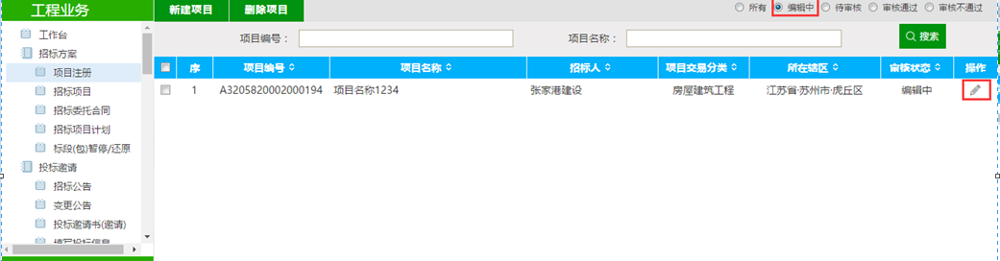 工程业务
新建项目 删除项目
所有 编辑中 待审核 审核通过 审核不通过
工作台
招标方案
项目注册
招标项目
招标委托合同
招标项目计划
标段(包)暂停/还原
投标邀请
招标公告
变更公告
投标邀请书(邀请)
填写投标信息
项目编号： 项目名称： 搜索
序 项目编号 项目名称 招标人 项目交易分类 所在辖区 审核状态 操作
1 A3205820002000194 项目名称1234 张家港建设 房屋建筑工程 江苏省·苏州市·虎丘区 编辑中